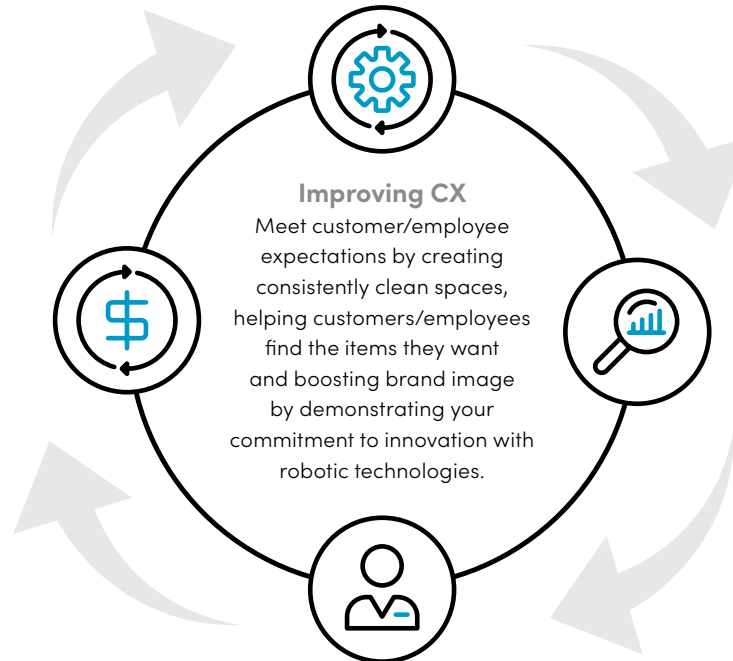 Improving CX
Meet customer/employee
expectations by creating
consistently clean spaces,
helping customers/employees
find the items they want
and boosting brand image
by demonstrating your
commitment to innovation with
robotic technologies.